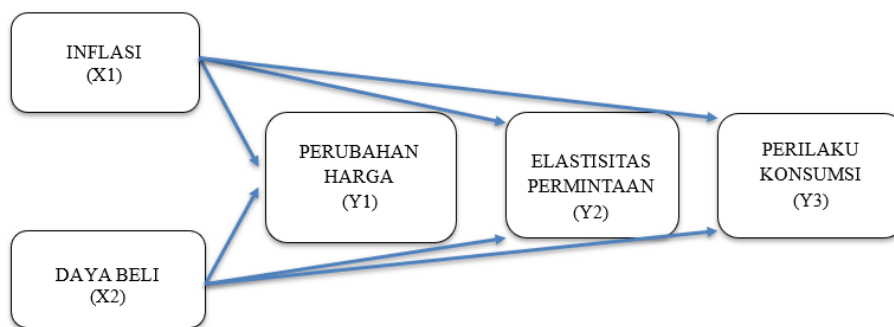 INFLASI
(X1)
PERUBAHAN
HARGA
(Y1)
ELASTISITAS
PERMINTAAN
(Y2)
PERILAKU
KONSUMSI
(Y3)
DAYA BELI
(X2)